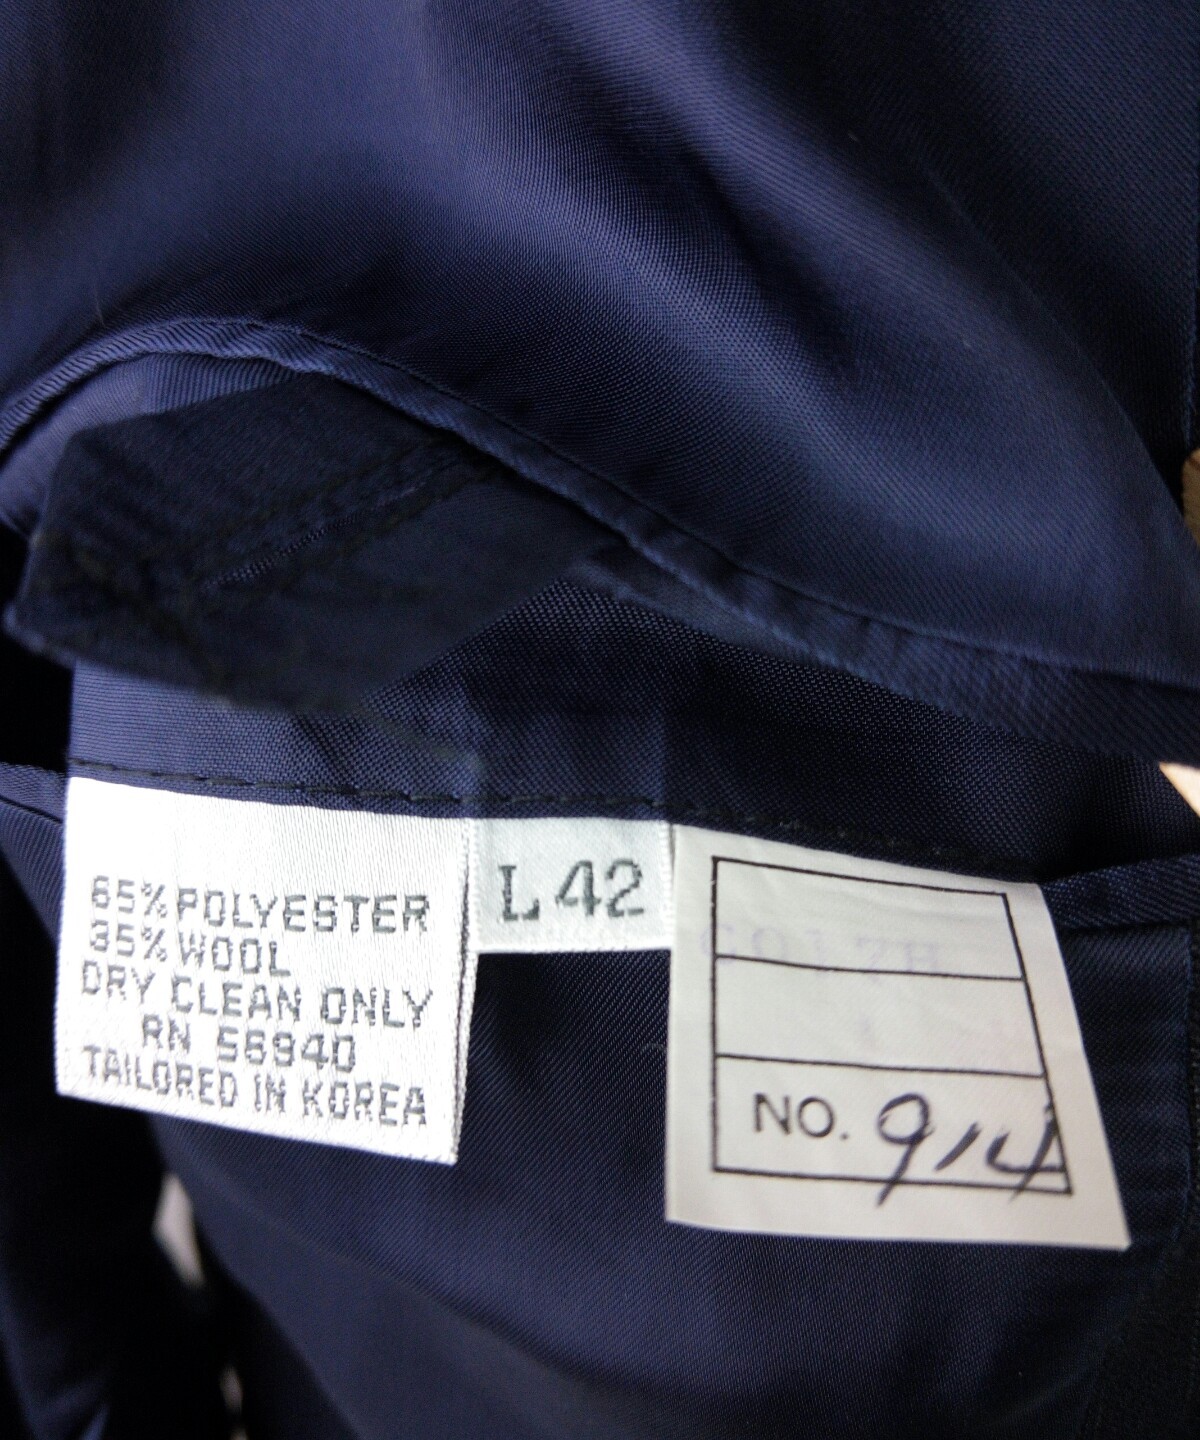 65% POLYESTER
35% WOOL
DRY CLEAN ONLY
RN 56940
TAILORED IN KOREA
L 42
NO. 914